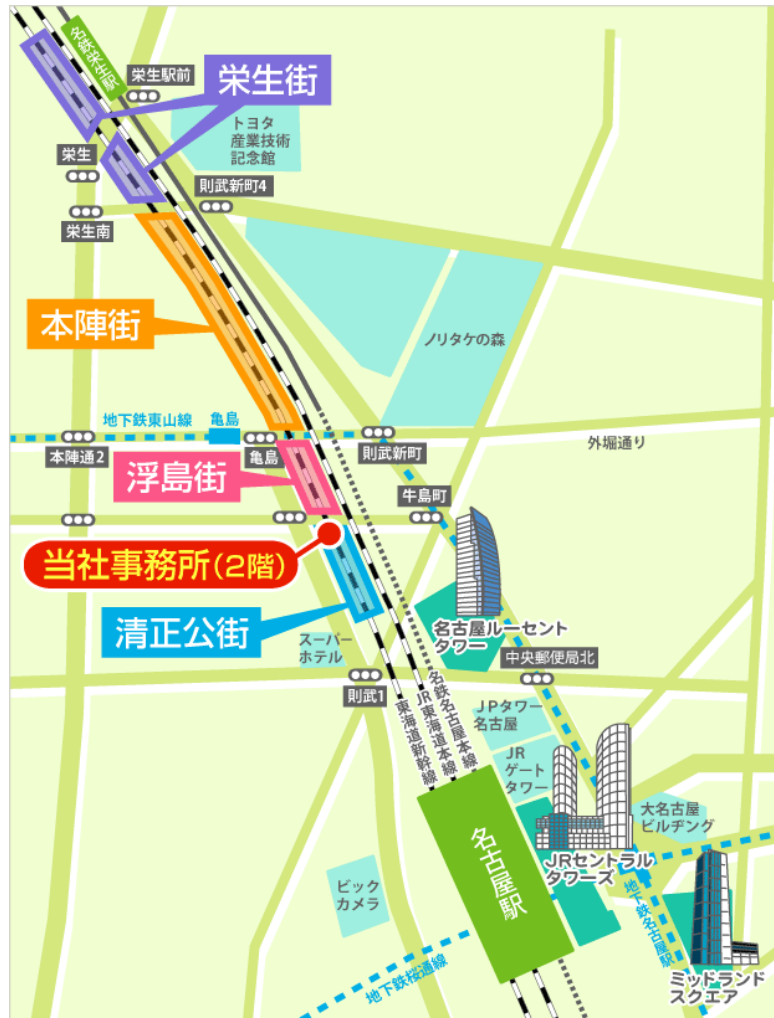 名鉄栄生駅
栄生駅前
栄生街
トヨタ
産業技術
記念館
栄生
則武新町4
栄生南
本陣街
ノリタケの森
地下鉄東山線
亀島
本陣通2
亀島
則武新町
外堀通り
浮島街
牛島町
当社事務所(2階)
清正公街
名古屋ルーセント
タワー
スーパー
ホテル
中央郵便局北
則武1
東海道新幹線
JR東海道本線
名鉄名古屋本線
JPタワー
名古屋
JR
ゲート
タワー
大名古屋
ビルヂング
名古屋駅
JRセントラル
タワーズ
ビック
カメラ
地下鉄名古屋駅
地下鉄桜通線
ミッドランド
スクエア